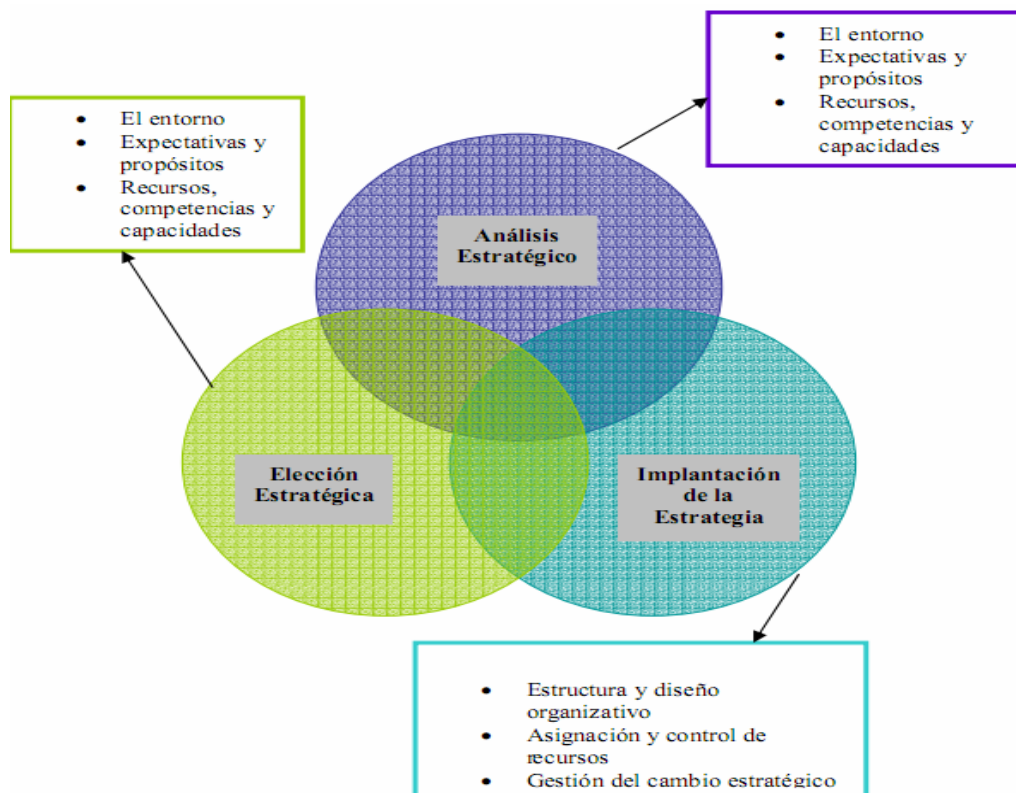 • El entorno
• Expectativas y
propósitos
• Recursos,
competencias y
capacidades
• El entorno
• Expectativas y
propósitos
• Recursos,
competencias y
capacidades
Análisis
Estratégico
Elección
Estratégica
Implantación
de la
Estrategia
• Estructura y diseño
organizativo
• Asignación y control de
recursos
• Gestión del cambio estratégico